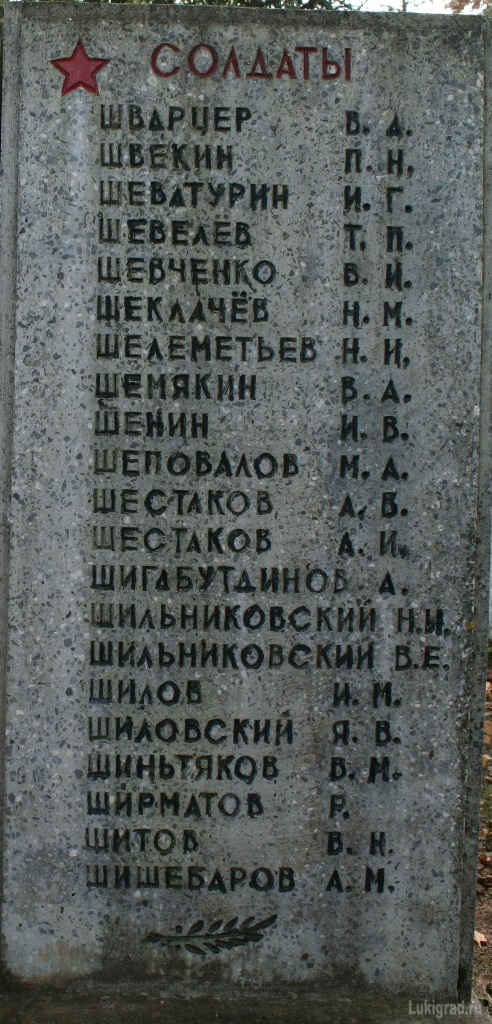 СОЛДАТЫ
ШВАРЦЕР В. А.
ШВЕКИН П. Н.
ШЕВАТУРИН И. Г.
ШЕВЕЛЕВ Т. П.
ШЕВЧЕНКО В. И.
ШЕКЛАЧЁВ Н. М.
ШЕЛЕМЕТЬЕВ Н. И.
ШЕМЯКИН В. А.
ШЕНИН И. В.
ШЕПОВАЛОВ М. А.
ШЕСТАКОВ А. В.
ШЕСТАКОВ А. И.
ШИГАБУТДИНОВ А.
ШИЛЬНИКОВСКИЙ Н.И.
ШИЛЬНИКОВСКИЙ В.Е.
ШИЛОВ И. М.
ШИЛОВСКИЙ Я. В.
ШИНЬТЯКОВ В. М.
ШИРМАТОВ Р.
ШИТОВ В. Н.
ШИШЕБАРОВ А. М.
Lukigrad.ru